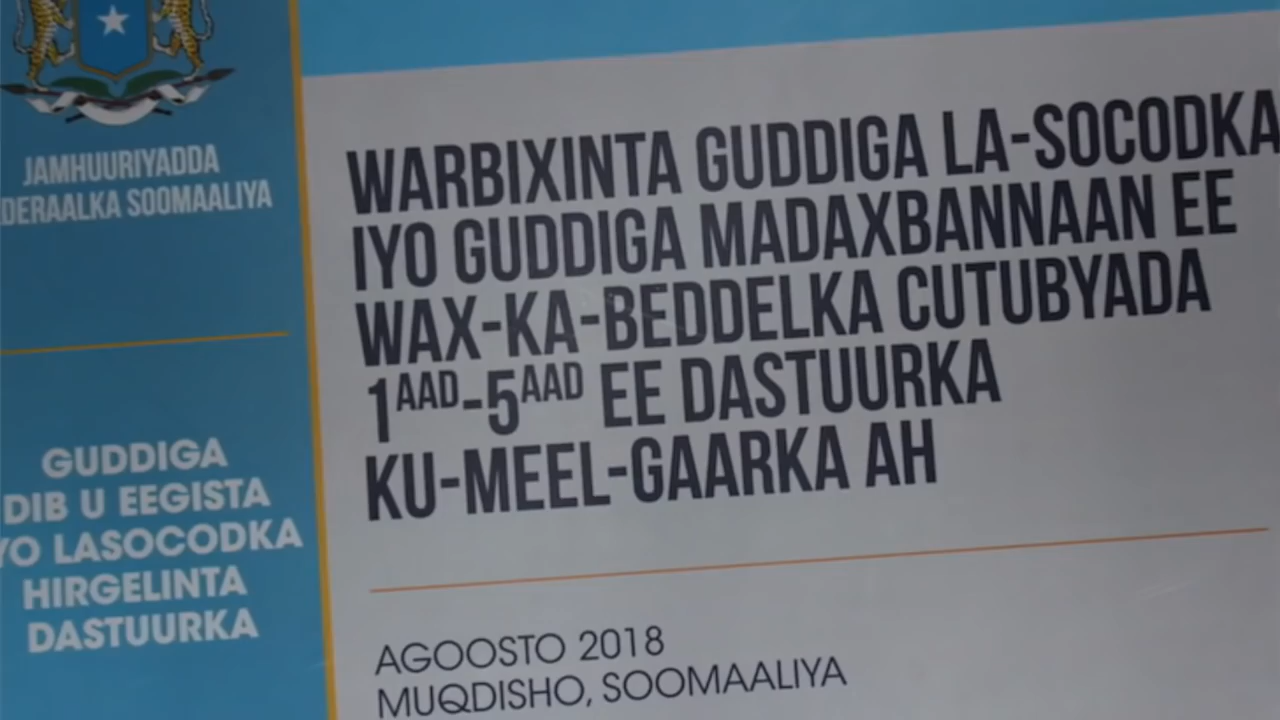 JAMHUURIYADDA
DERAALKA SOOMAALIYA
GUDDIGA
DIB U EEGISTA
YO LASOCODKA
HIRGELINTA
DASTUURKA
WARBIXINTA GUDDIGA LA-SOCODKA
IYO GUDDIGA MADAXBANNAAN EE
WAX-KA-BEDDELKA CUTUBYADA
1AAD-5AAD EE DASTUURKA
KU-MEEL-GAARKA AH
AGOOSTO 2018
MUQDISHO, SOOMAALIYA